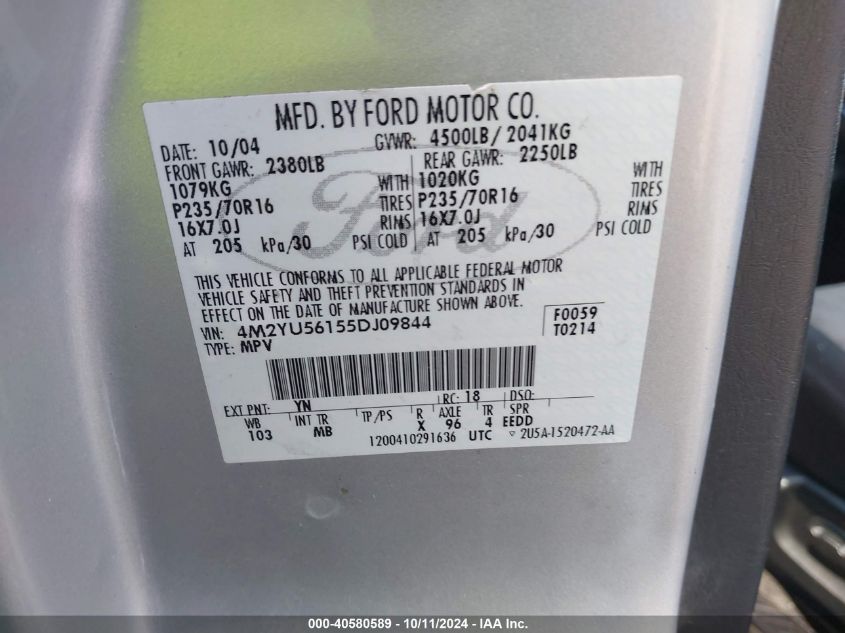 MFD. BY FORD MOTOR CO.
DATE: 10/04 GVWR: 4500LB/ 2041KG
FRONT GAWR: 2380LB REAR GAWR: 2250LB
1079KG WITH 1020KG WITH
P235/70R16 TIRES P235/70R16 TIRES
16X7.0J RIMS 16X7.0J RIMS
AT 205 kPa/30 PSI COLD AT 205 kPa/30 PSI COLD
Ford
THIS VEHICLE CONFORMS TO ALL APPLICABLE FEDERAL MOTOR
VEHICLE SAFETY AND THEFT PREVENTION STANDARDS IN
EFFECT ON THE DATE OF MANUFACTURE SHOWN ABOVE.
VIN: 4M2YU56155DJ09844 F0059
TYPE: MPV T0214
EXT PNT: YN RC: 18 DSO:
WB INT TR TP/PS R AXLE TR SPR
103 MB X 96 4 EEDD
1200410291636 UTC ▽ 2U5A-1520472-AA
000-40580589 - 10/11/2024 - IAA Inc.